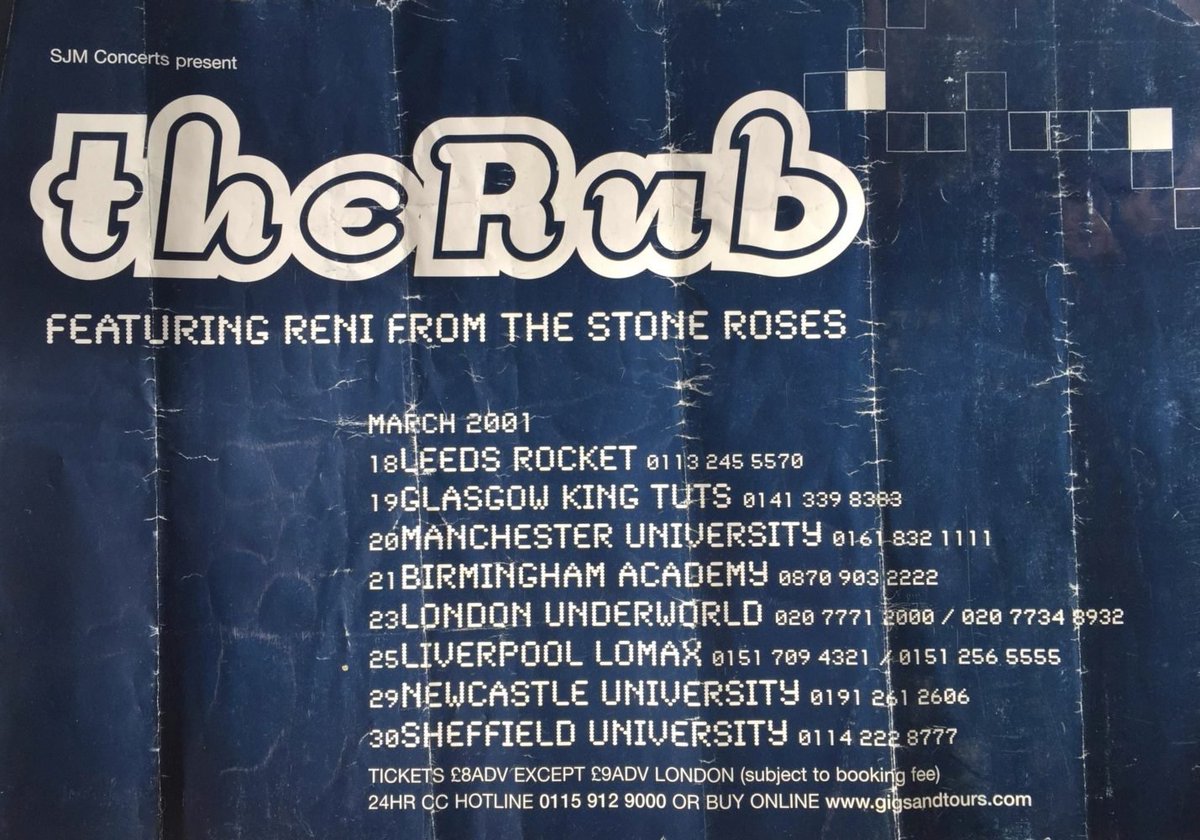 SJM Concerts present
theRub
FEATURING RENI FROM THE STONE ROSES
MARCH 2001
18LEEDS ROCKET 0113 245 5570
19GLASGOW KING TUTS 0141 339 8383
20MANCHESTER UNIVERSITY 0161 832 1111
21BIRMINGHAM ACADEMY 0870 903 2222
23LONDON UNDERWORLD 020 7771 2000 / 020 7734 8932
25LIVERPOOL LOMAX 0151 709 4321 / 0151 256 5555
29NEWCASTLE UNIVERSITY 0191 261 2606
30SHEFFIELD UNIVERSITY 0114 222 8777
TICKETS £8ADV EXCEPT £9ADV LONDON (subject to booking fee)
24HR CC HOTLINE 0115 912 9000 OR BUY ONLINE www.gigsandtours.com